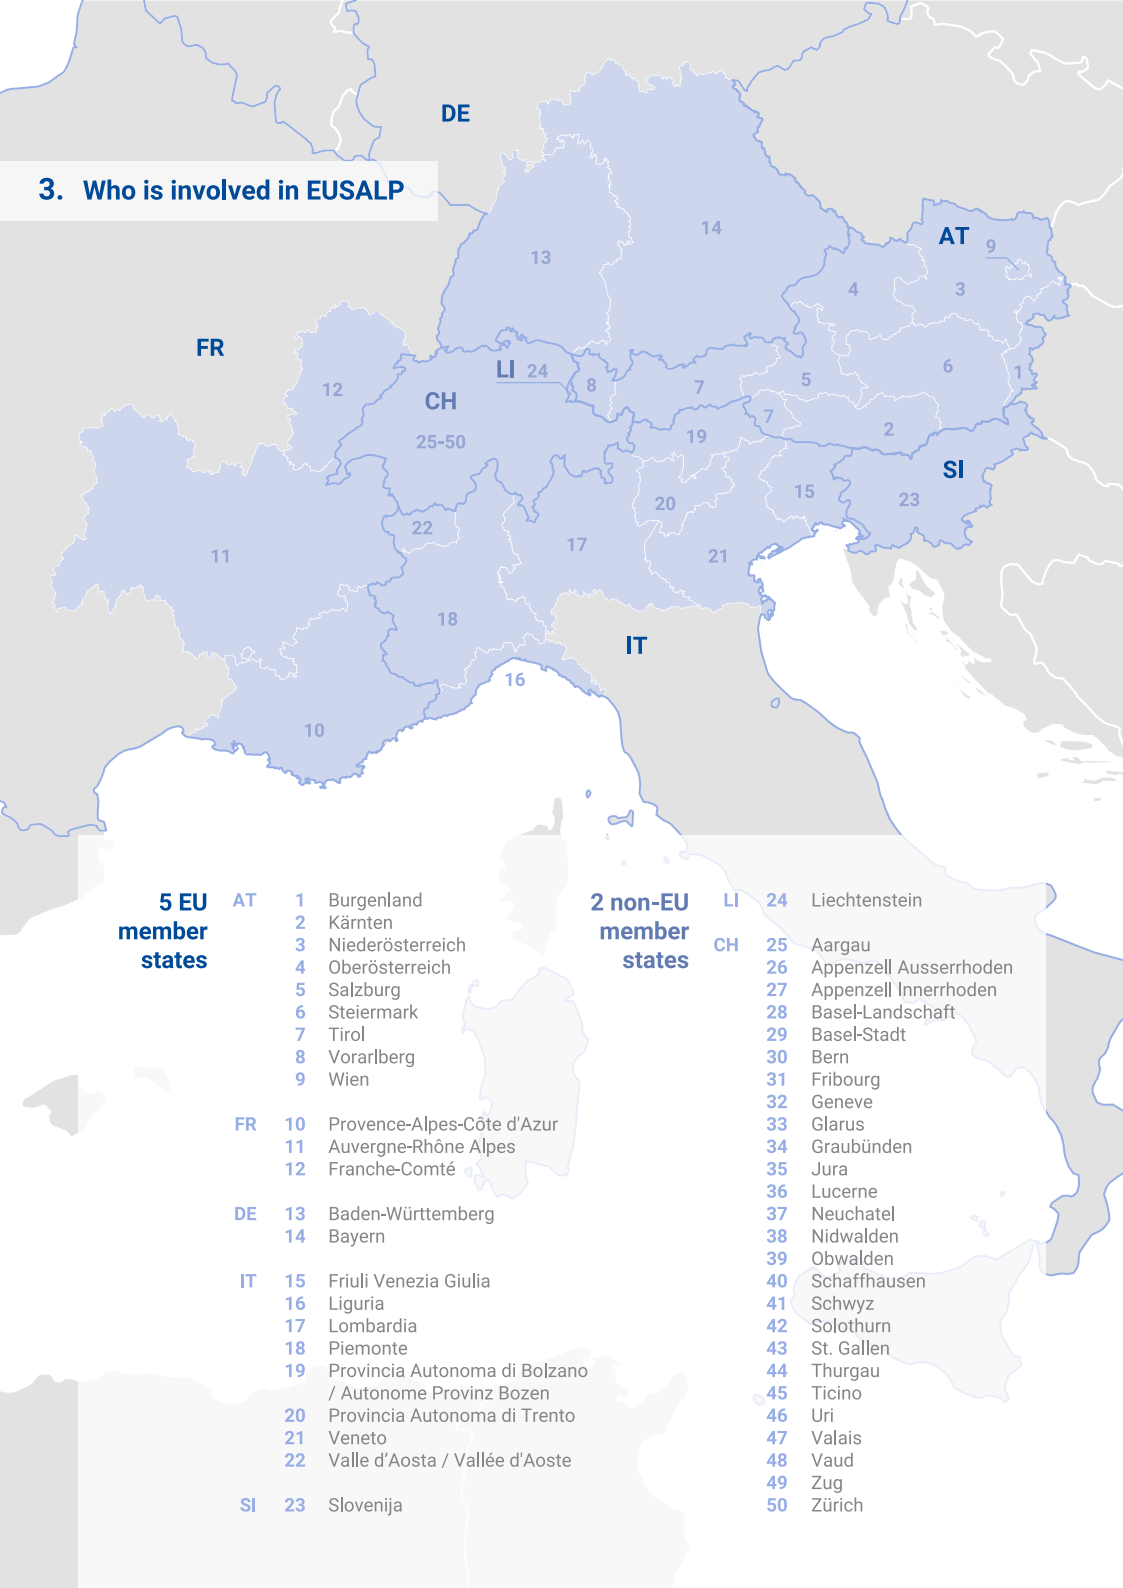 DE
3. Who is involved in EUSALP
14
AT
9
13
4
3
FR
LI 24
6
1
12
8
7
5
CH
7
2
25-50
19
SI
15
23
20
22
17
11
21
18
IT
16
10
5 EU
member
states
AT 1 Burgenland
2 Kärnten
3 Niederösterreich
4 Oberösterreich
5 Salzburg
6 Steiermark
7 Tirol
8 Vorarlberg
9 Wien
FR 10 Provence-Alpes-Côte d'Azur
11 Auvergne-Rhône Alpes
12 Franche-Comté
DE 13 Baden-Württemberg
14 Bayern
IT 15 Friuli Venezia Giulia
16 Liguria
17 Lombardia
18 Piemonte
19 Provincia Autonoma di Bolzano
/ Autonome Provinz Bozen
20 Provincia Autonoma di Trento
21 Veneto
22 Valle d’Aosta / Vallée d'Aoste
SI 23 Slovenija
2 non-EU
member
states
LI 24 Liechtenstein
CH 25 Aargau
26 Appenzell Ausserrhoden
27 Appenzell Innerrhoden
28 Basel-Landschaft
29 Basel-Stadt
30 Bern
31 Fribourg
32 Geneve
33 Glarus
34 Graubünden
35 Jura
36 Lucerne
37 Neuchatel
38 Nidwalden
39 Obwalden
40 Schaffhausen
41 Schwyz
42 Solothurn
43 St. Gallen
44 Thurgau
45 Ticino
46 Uri
47 Valais
48 Vaud
49 Zug
50 Zürich